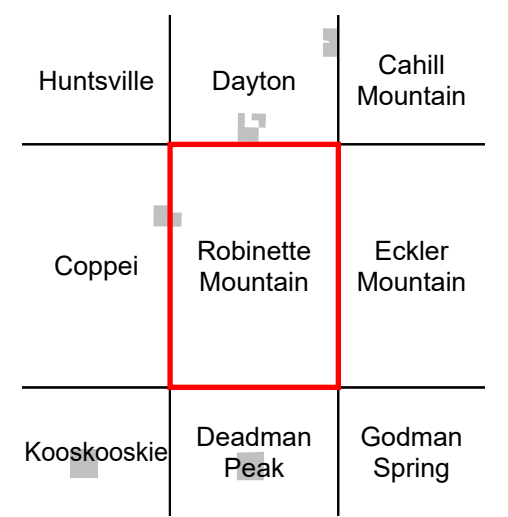 Huntsville
Dayton
Cahill
Mountain
Coppei
Robinette
Mountain
Eckler
Mountain
Kooskooskie
Deadman
Peak
Godman
Spring